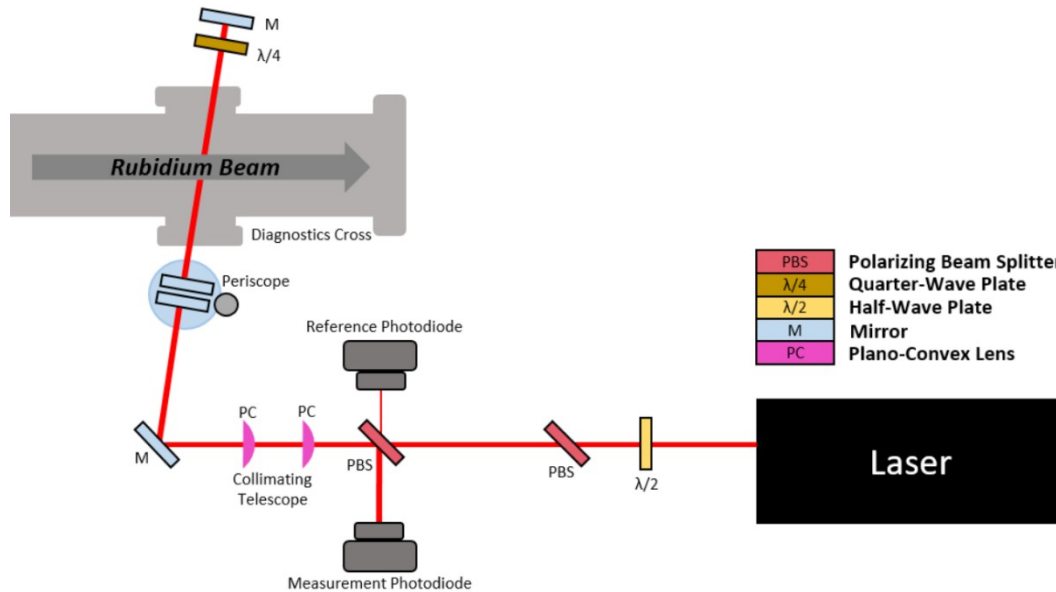 M
λ/4
Rubidium Beam
Diagnostics Cross
Periscope
Reference Photodiode
PBS Polarizing Beam Splitter
λ/4 Quarter-Wave Plate
λ/2 Half-Wave Plate
M Mirror
PC Plano-Convex Lens
PC
PC
M
Collimating
Telescope
PBS
PBS
λ/2
Laser
Measurement Photodiode